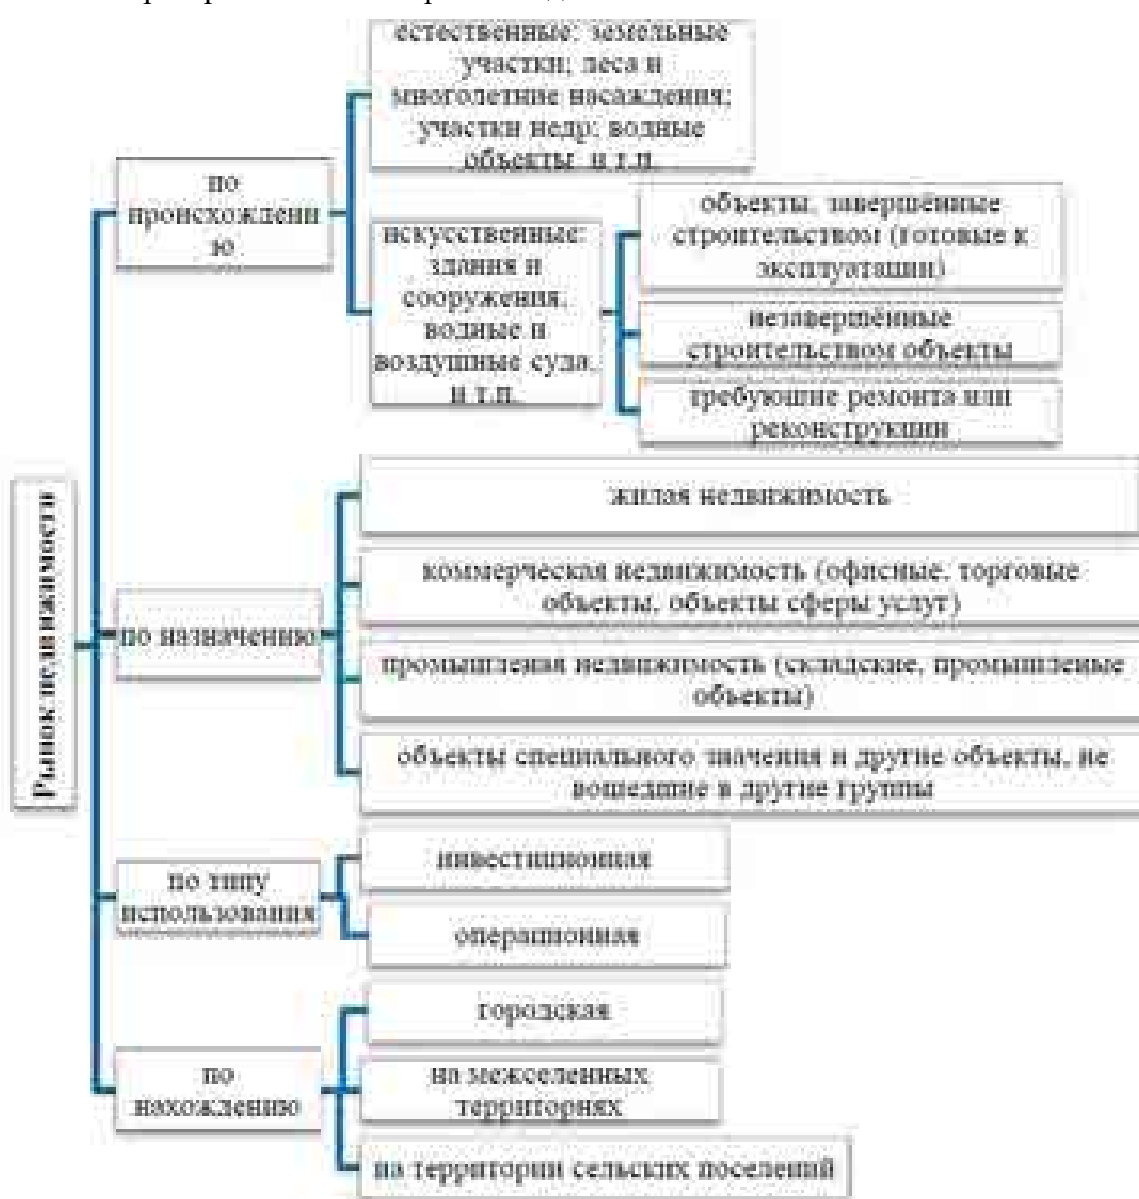 естественные: земельные
участки; леса и
многолетние насаждения;
участки недр; водные
объекты и т.п.
по
происхождени
ю
искусственные:
здания и
сооружения,
водные и
воздушные суда,
и т.п.
объекты, завершённые
строительством (готовые к
эксплуатации)
незавершённые
строительством объекты
требующие ремонта или
реконструкции
Рынок недвижимости
по назначению
жилая недвижимость
коммерческая недвижимость (офисные, торговые
объекты, объекты сферы услуг)
промышленая недвижимость (складские, промышленые
объекты)
объекты специального значения и другие объекты, не
вошедшие в другие группы
по типу
использования
инвестиционная
операционная
по
нахождению
городская
на межселенных
территориях
на территории сельских поселений